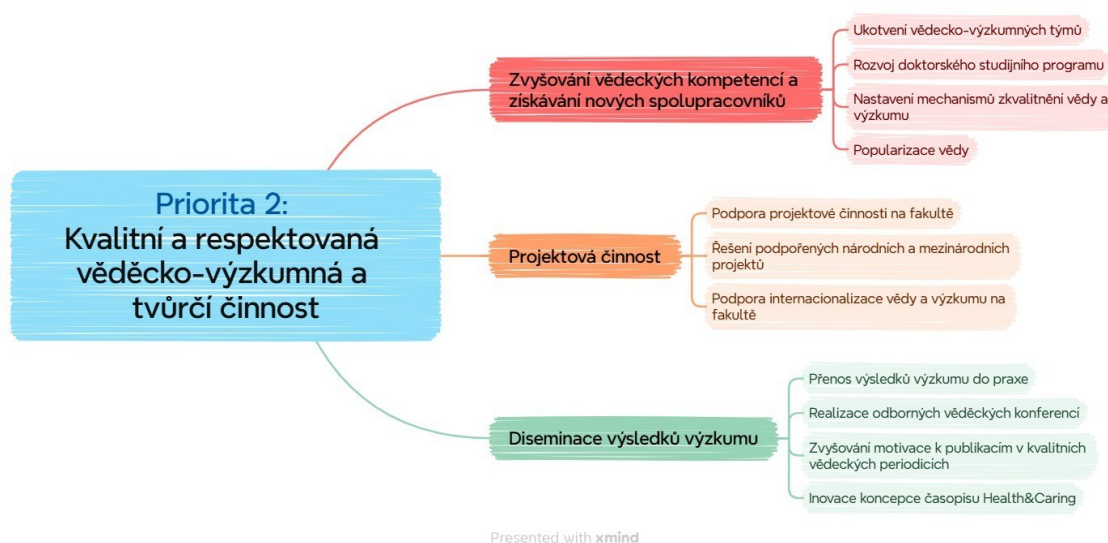 Priorita 2:
Kvalitní a respektovaná
věděcko-výzkumná a
tvůrčí činnost
Zvyšování vědeckých kompetencí a
získávání nových spolupracovníků
Ukotvení vědecko-výzkumných týmů
Rozvoj doktorského studijního programu
Nastavení mechanismů zkvalitnění vědy a
výzkumu
Popularizace vědy
Projektová činnost
Podpora projektové činnosti na fakultě
Řešení podpořených národních a mezinárodních
projektů
Podpora internacionalizace vědy a výzkumu na
fakultě
Diseminace výsledků výzkumu
Přenos výsledků výzkumu do praxe
Realizace odborných věděckých konferencí
Zvyšování motivace k publikacím v kvalitních
vědeckých periodicích
Inovace koncepce časopisu Health&Caring
Presented with xmind